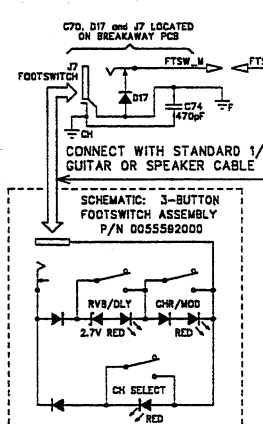 C70, D17 and J7 LOCATED
ON BREAKAWAY PCB
J7
FOOTSWITCH
FTSW_M
FTS
D17
C74
470pF
F
CH
CONNECT WITH STANDARD 1/
GUITAR OR SPEAKER CABLE
SCHEMATIC: 3-BUTTON
FOOTSWITCH ASSEMBLY
P/N 0055592000
RVB/DLY
CHR/MOD
2.7V RED
RED
CH SELECT
RED